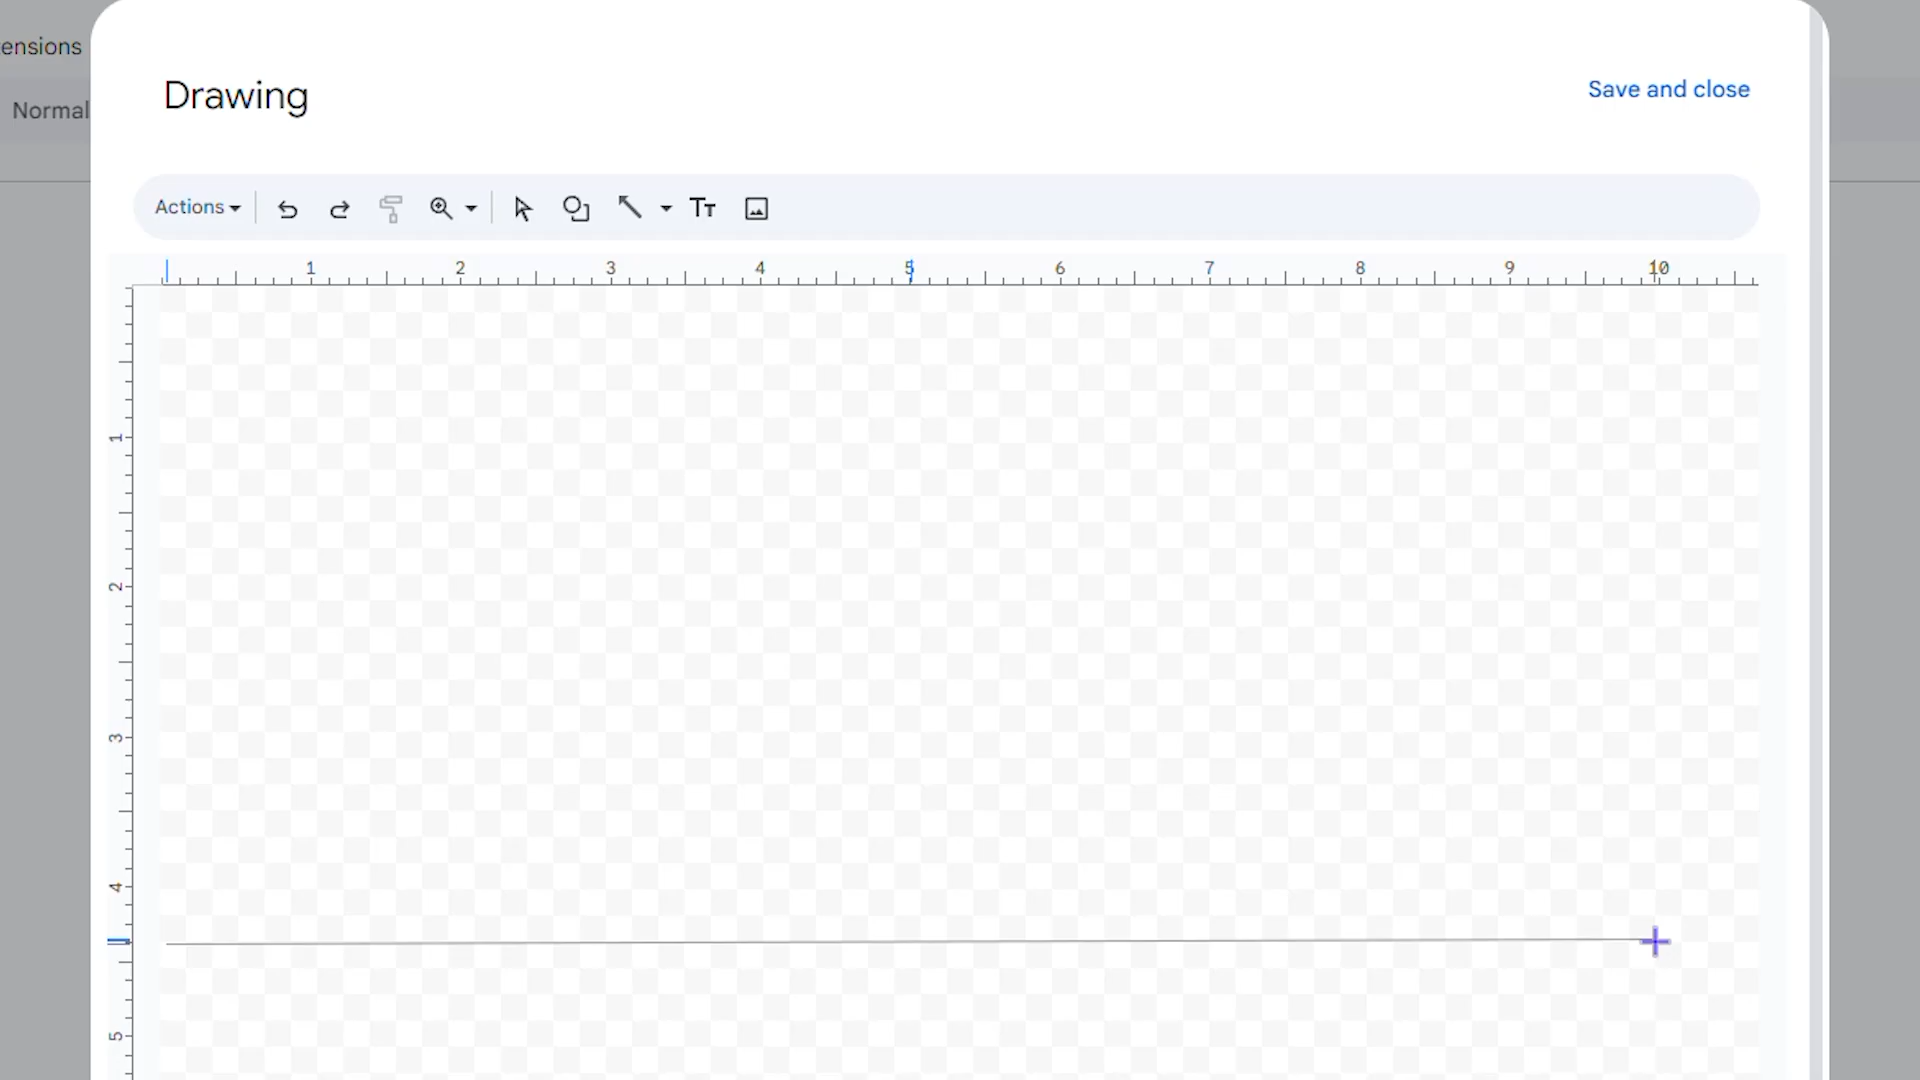 ensions
Drawing
Save and close
Normal
Actions
1 2 3 4 5 6 7 8 9 10
1
2
3
4
5